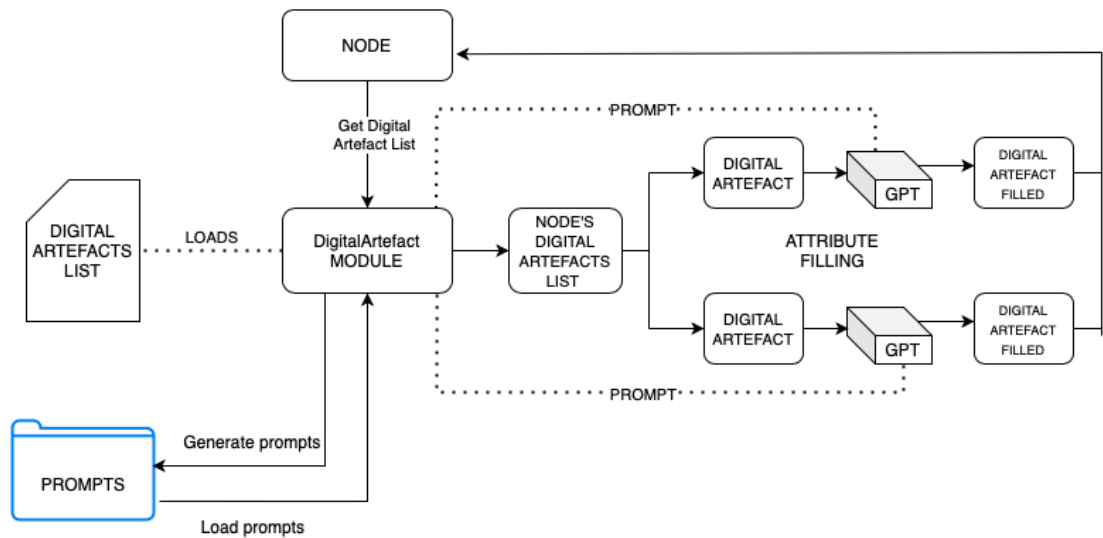 NODE
Get Digital
Artefect List
PROMPT
DIGITAL
ARTEFACT
GPT
DIGITAL
ARTEFACT
FILLED
DIGITAL
ARTEFACTS
LIST
LOADS
DigitalArtefact
MODULE
NODE'S
DIGITAL
ARTEFACTS
LIST
ATTRIBUTE
FILLING
DIGITAL
ARTEFACT
GPT
DIGITAL
ARTEFACT
FILLED
PROMPT
Generate prompts
PROMPTS
Load prompts